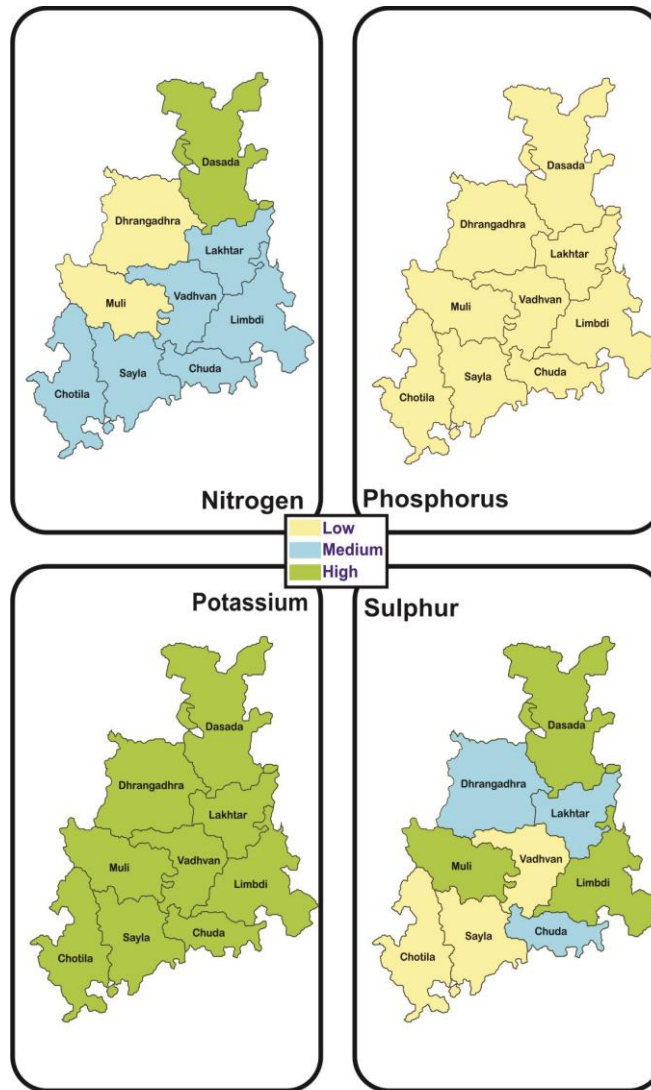 Dasada
Dhrangadhra
Lakhtar
Muli
Vadhvan
Limbdi
Sayla
Chuda
Chotila
Nitrogen
Dasada
Dhrangadhra
Lakhtar
Muli
Vadhvan
Limbdi
Sayla
Chuda
Chotila
Phosphorus
Low
Medium
High
Potassium
Dasada
Dhrangadhra
Lakhtar
Muli
Vadhvan
Limbdi
Sayla
Chuda
Chotila
Sulphur
Dasada
Dhrangadhra
Lakhtar
Muli
Vadhvan
Limbdi
Sayla
Chuda
Chotila